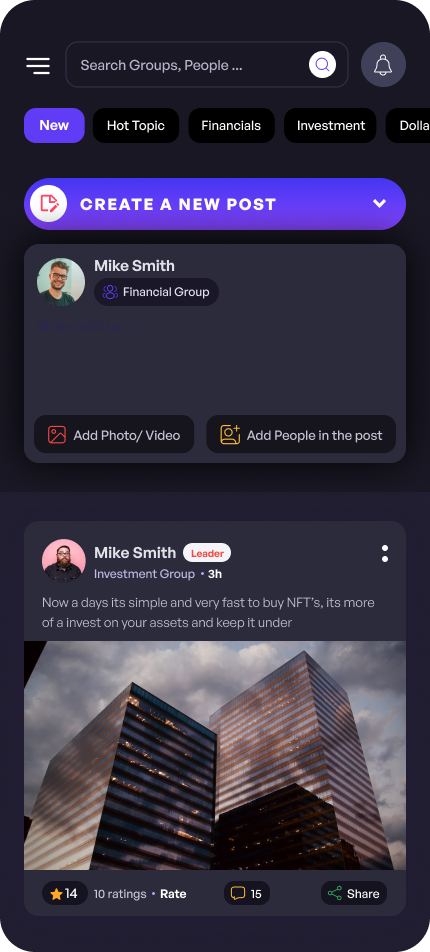 Search Groups, People ...
New
Hot Topic
Financials
Investment
Dolla
CREATE A NEW POST
Mike Smith
Financial Group
Add Photo/ Video
Add People in the post
Mike Smith Leader
Investment Group • 3h
Now a days its simple and very fast to buy NFT's, its more
of a invest on your assets and keep it under
14 10 ratings • Rate
15
Share